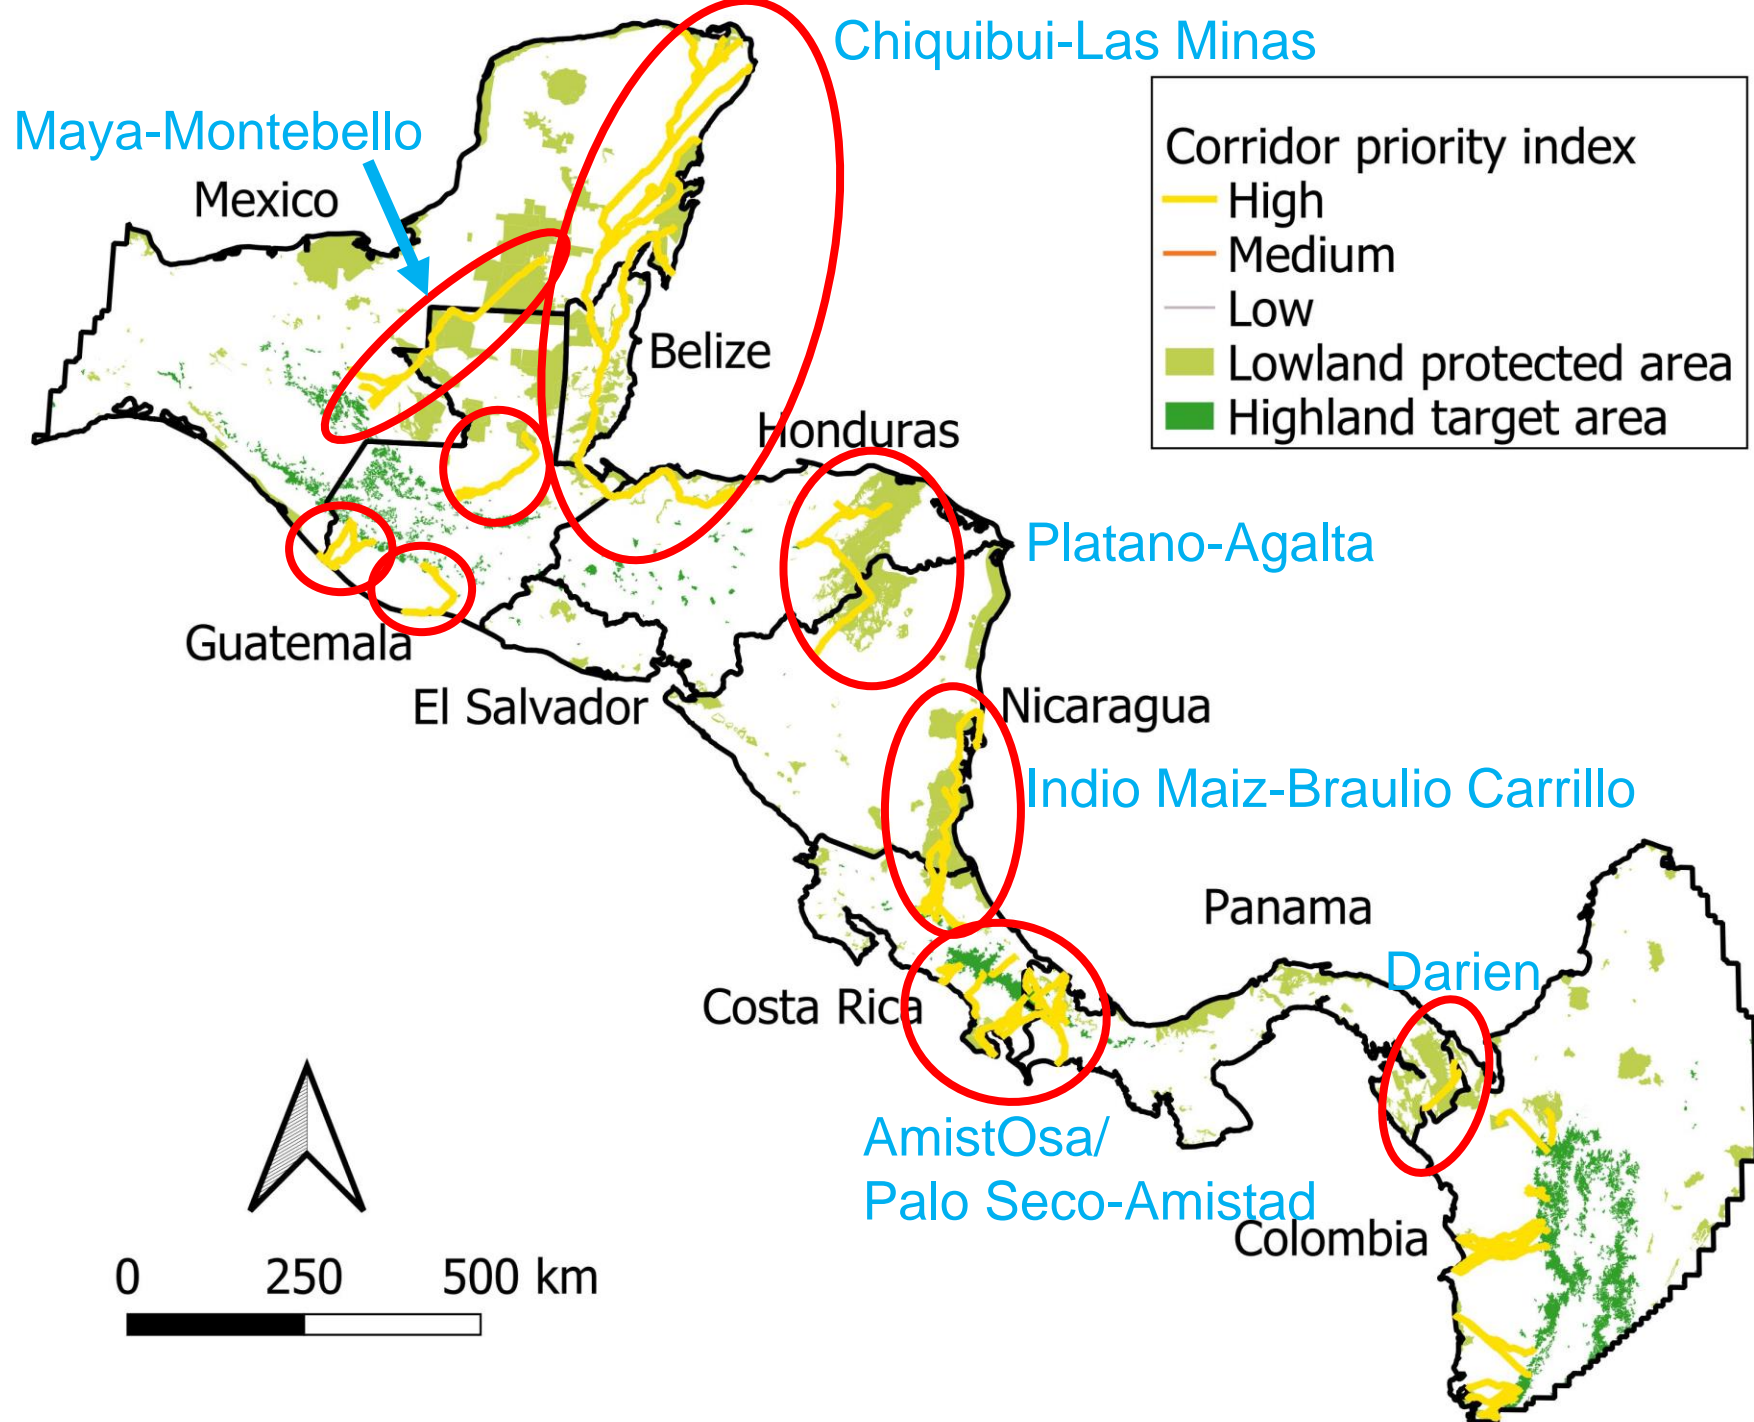 Chiquibui-Las Minas
Maya-Montebello
Mexico
Corridor priority index
High
Medium
Low
Lowland protected area
Highland target area
Belize
Honduras
Platano-Agalta
Guatemala
El Salvador
Nicaragua
Indio Maiz-Braulio Carrillo
Panama
Darien
Costa Rica
AmistOsa/
Palo Seco-Amistad
Colombia
0 250 500 km